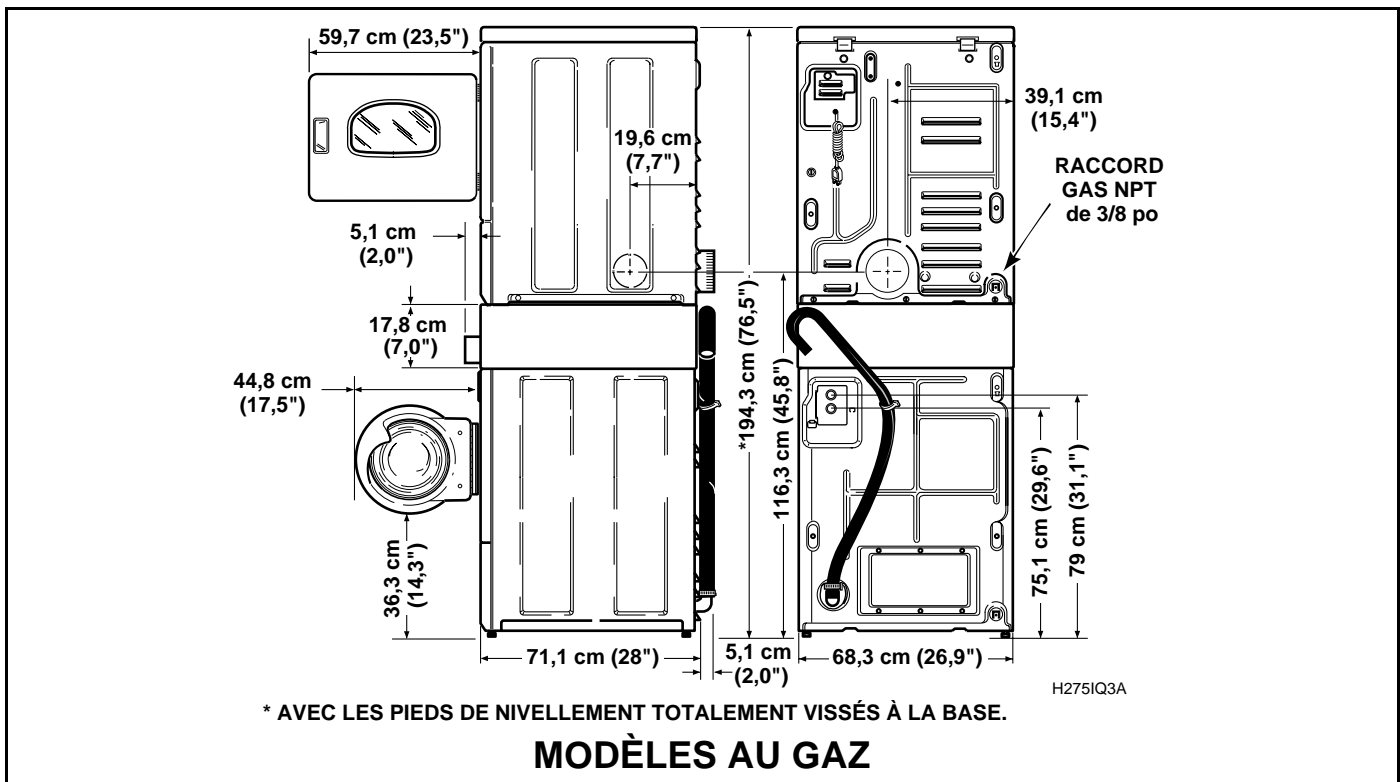 59,7 cm (23,5")
39,1 cm
(15,4")
19,6 cm
(7,7")
RACCORD
GAS NPT
de 3/8 po
5,1 cm
(2,0")
17,8 cm
(7,0")
44,8 cm
(17,5")
*194,3 cm (76,5")
116,3 cm (45,8")
75,1 cm (29,6")
79 cm (31,1")
36,3 cm
(14,3")
71,1 cm (28")
5,1 cm
(2,0")
68,3 cm (26,9")
H275IQ3A
* AVEC LES PIEDS DE NIVELLEMENT TOTALEMENT VISSÉS À LA BASE.
MODÈLES AU GAZ